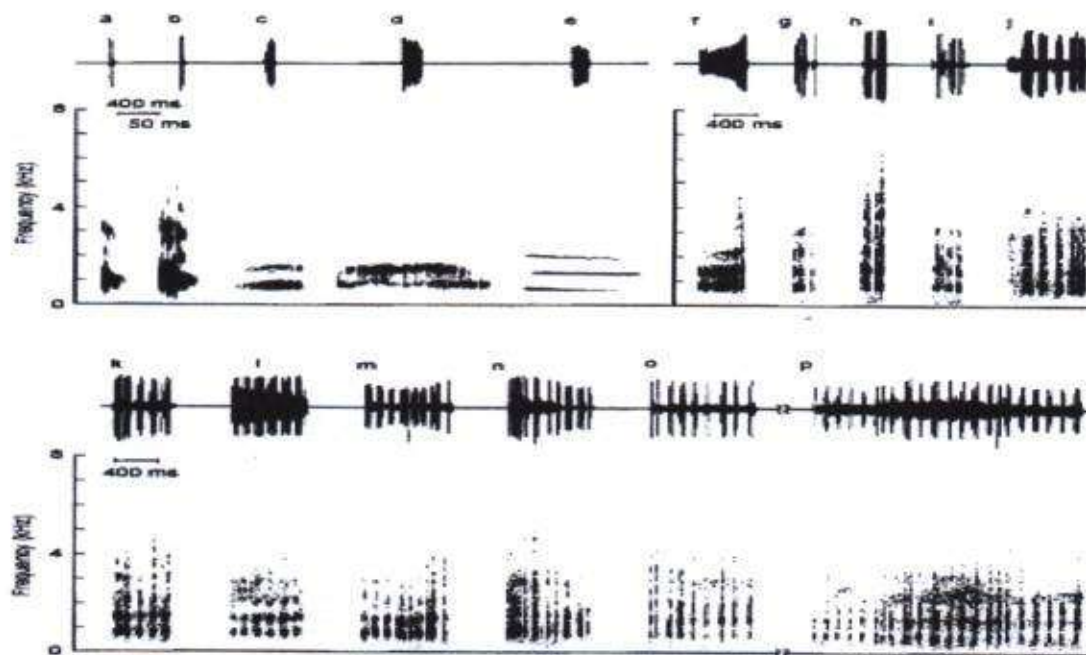 a b c d e f g h i j
8
400 ms 400 ms
50 ms
Frequency (kHz)
4
0
k l m n o p
8
400 ms
Frequency (kHz)
4
0